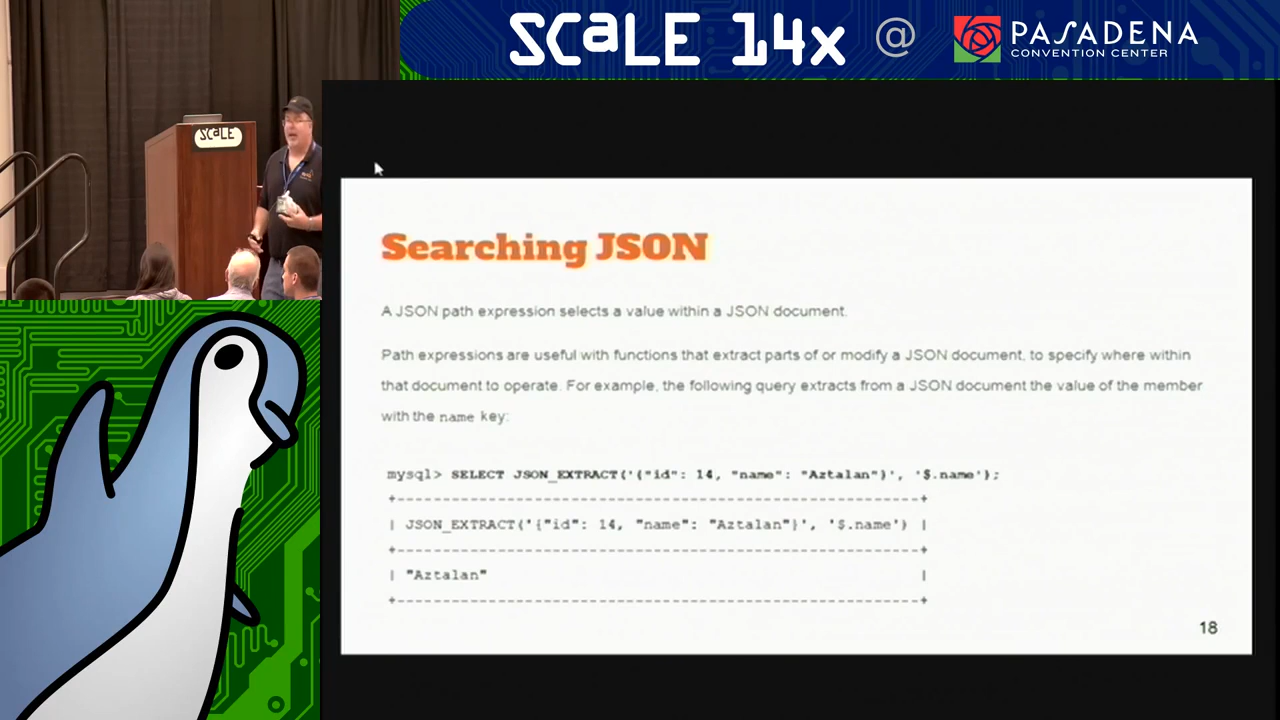 SCaLE 14x @ PASADENA
CONVENTION CENTER
SCaLE
Searching JSON
A JSON path expression selects a value within a JSON document.
Path expressions are useful with functions that extract parts of or modify a JSON document, to specify where within
that document to operate. For example, the following query extracts from a JSON document the value of the member
with the name key:
mysql> SELECT JSON_EXTRACT('{"id": 14, "name": "Aztalan"}', '$.name');
+---------------------------------------------------------+
| JSON_EXTRACT('{"id": 14, "name": "Aztalan"}', '$.name') |
+---------------------------------------------------------+
| "Aztalan" |
+---------------------------------------------------------+
18